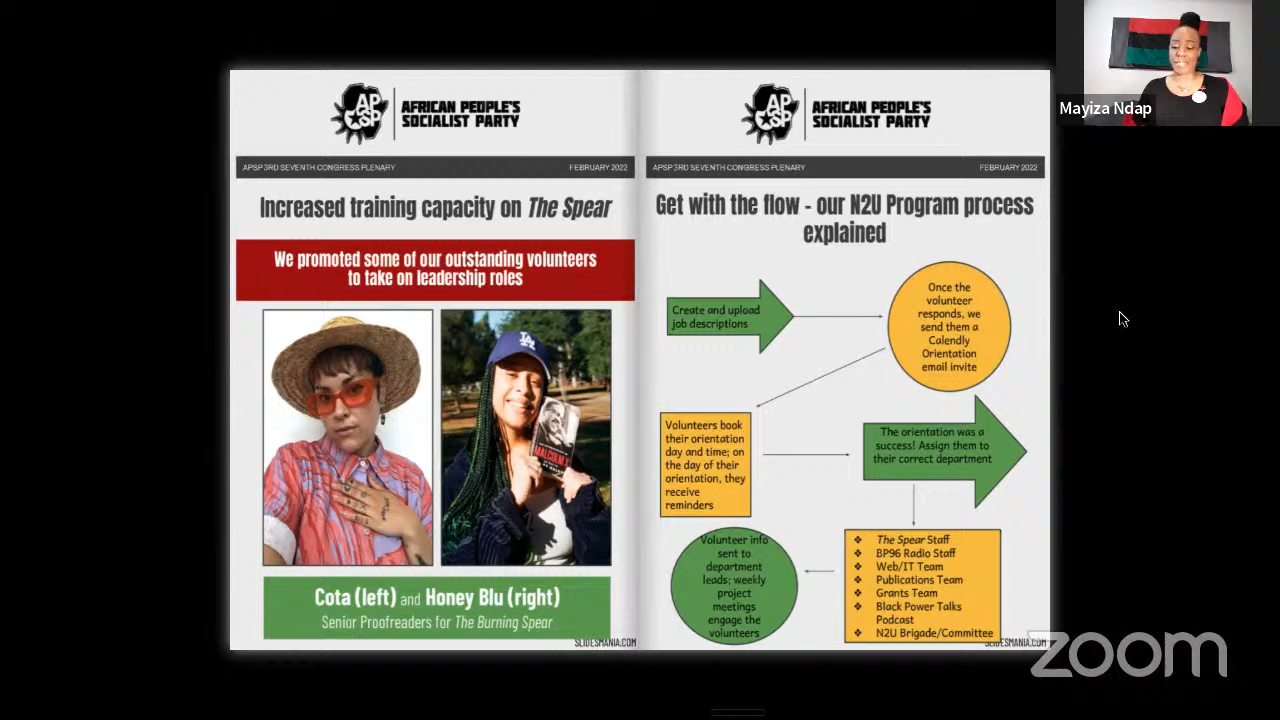 APSP
AFRICAN PEOPLE'S
SOCIALIST PARTY
APSP 3RD SEVENTH CONGRESS PLENARY FEBRUARY 2022
Increased training capacity on The Spear
We promoted some of our outstanding volunteers
to take on leadership roles
LA
MALCOLM X
Cota (left) and Honey Blu (right)
Senior Proofreaders for The Burning Spear
SLIDESMANIA.COM
APSP
AFRICAN PEOPLE'S
SOCIALIST PARTY
APSP 3RD SEVENTH CONGRESS PLENARY FEBRUARY 2022
Get with the flow - our N2U Program process
explained
Create and upload
job descriptions
Once the
volunteer
responds, we
send them a
Calendly
Orientation
email invite
Volunteers book
their orientation
day and time; on
the day of their
orientation, they
receive
reminders
The orientation was a
success! Assign them to
their correct department
❖ The Spear Staff
❖ BP96 Radio Staff
❖ Web/IT Team
❖ Publications Team
❖ Grants Team
❖ Black Power Talks
Podcast
❖ N2U Brigade/Committee
Volunteer info
sent to
department
leads; weekly
project
meetings
engage the
volunteers
SLIDESMANIA.COM
Mayiza Ndap
zoom